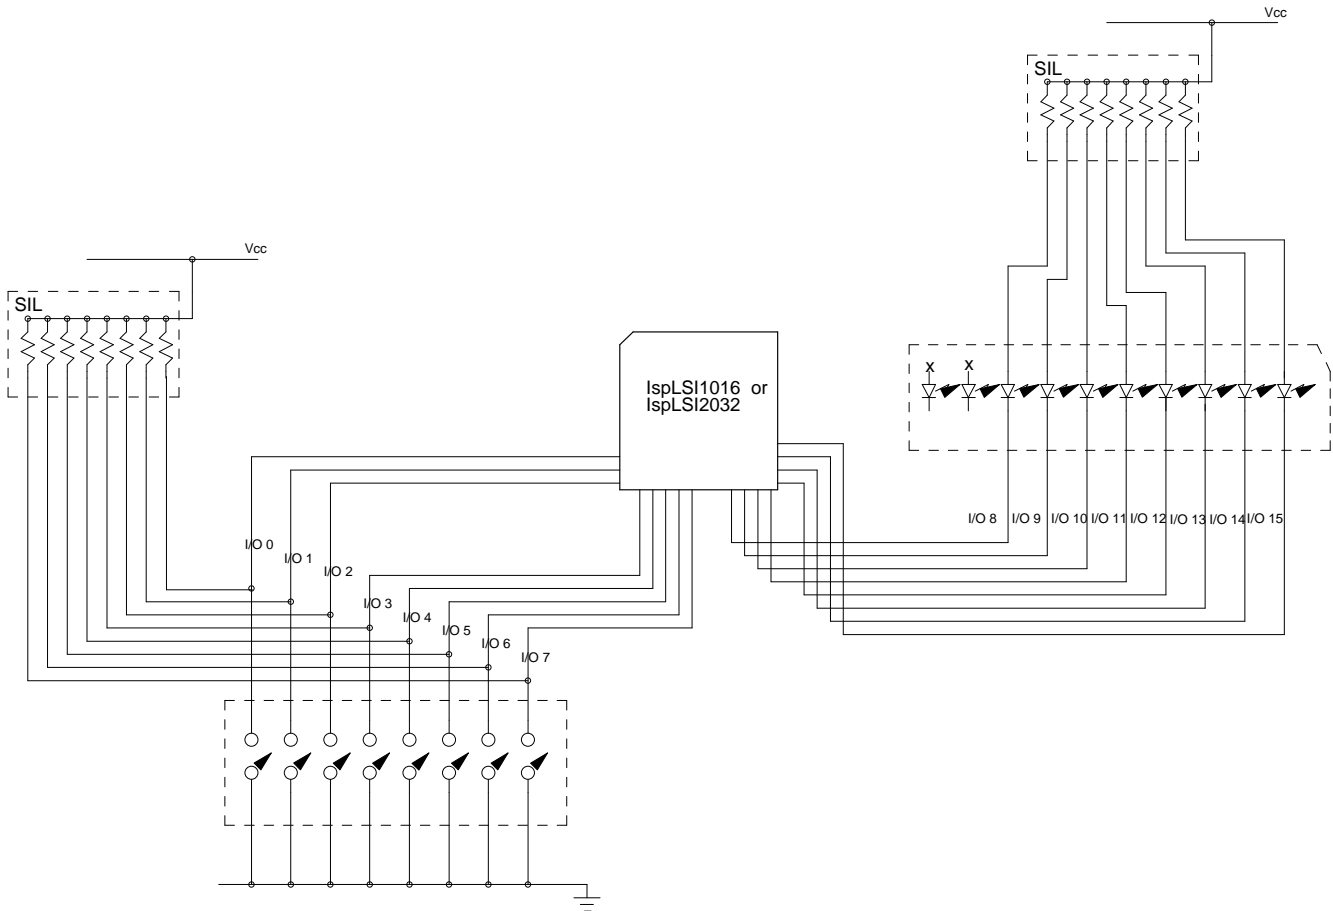 Vcc
SIL
Vcc
SIL
IspLSI1016 or
IspLSI2032
x x
I/O 8 I/O 9 I/O 10 I/O 11 I/O 12 I/O 13 I/O 14 I/O 15
I/O 0
I/O 1
I/O 2
I/O 3
I/O 4
I/O 5
I/O 6
I/O 7